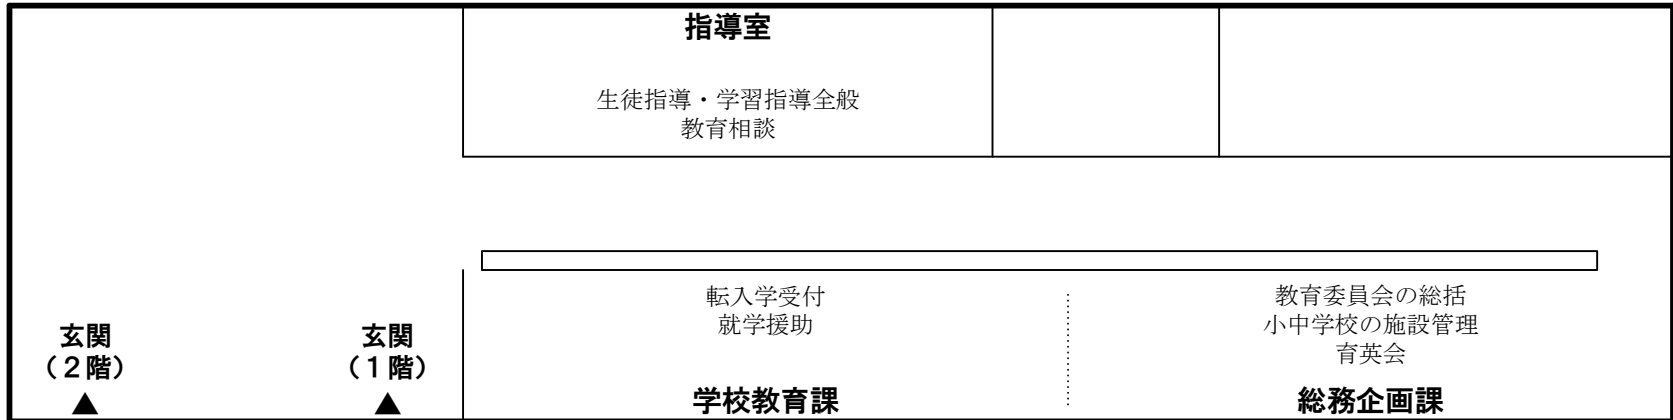 指導室
生徒指導・学習指導全般
教育相談
転入学受付
就学援助
教育委員会の総括
小中学校の施設管理
育英会
玄関
（２階）
▲
玄関
（１階）
▲
学校教育課
総務企画課